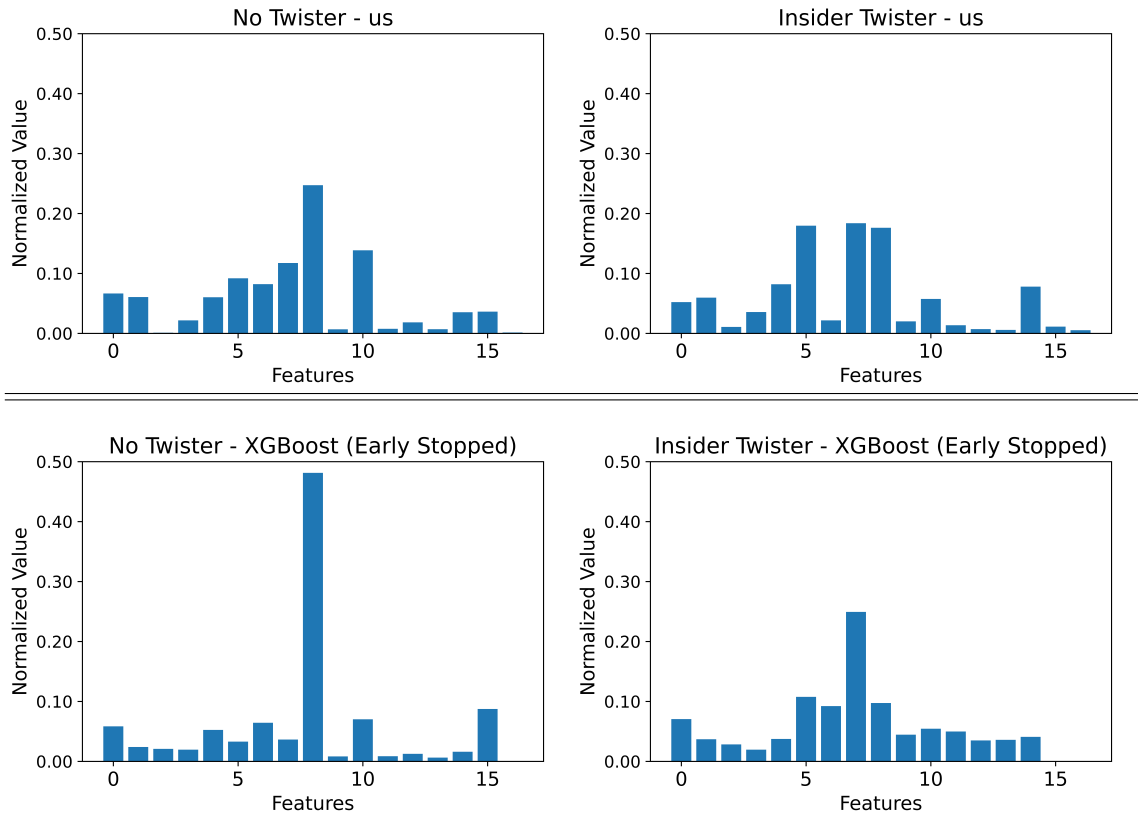 No Twister - us
0.50
0.40
0.30
0.20
0.10
0.00
Normalized Value
0 5 10 15
Features
Insider Twister - us
0.50
0.40
0.30
0.20
0.10
0.00
Normalized Value
0 5 10 15
Features
No Twister - XGBoost (Early Stopped)
0.50
0.40
0.30
0.20
0.10
0.00
Normalized Value
0 5 10 15
Features
Insider Twister - XGBoost (Early Stopped)
0.50
0.40
0.30
0.20
0.10
0.00
Normalized Value
0 5 10 15
Features